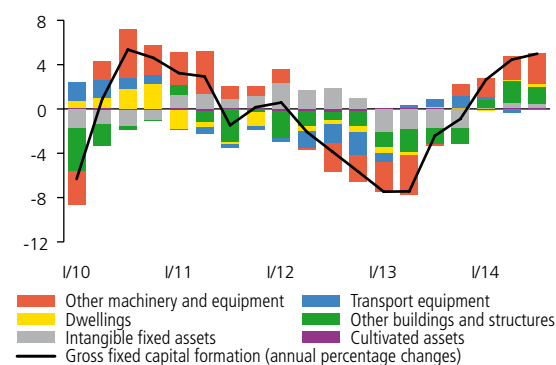 8
4
0
-4
-8
-12
I/10 I/11 I/12 I/13 I/14
Other machinery and equipment Transport equipment
Dwellings Other buildings and structures
Intangible fixed assets Cultivated assets
Gross fixed capital formation (annual percentage changes)